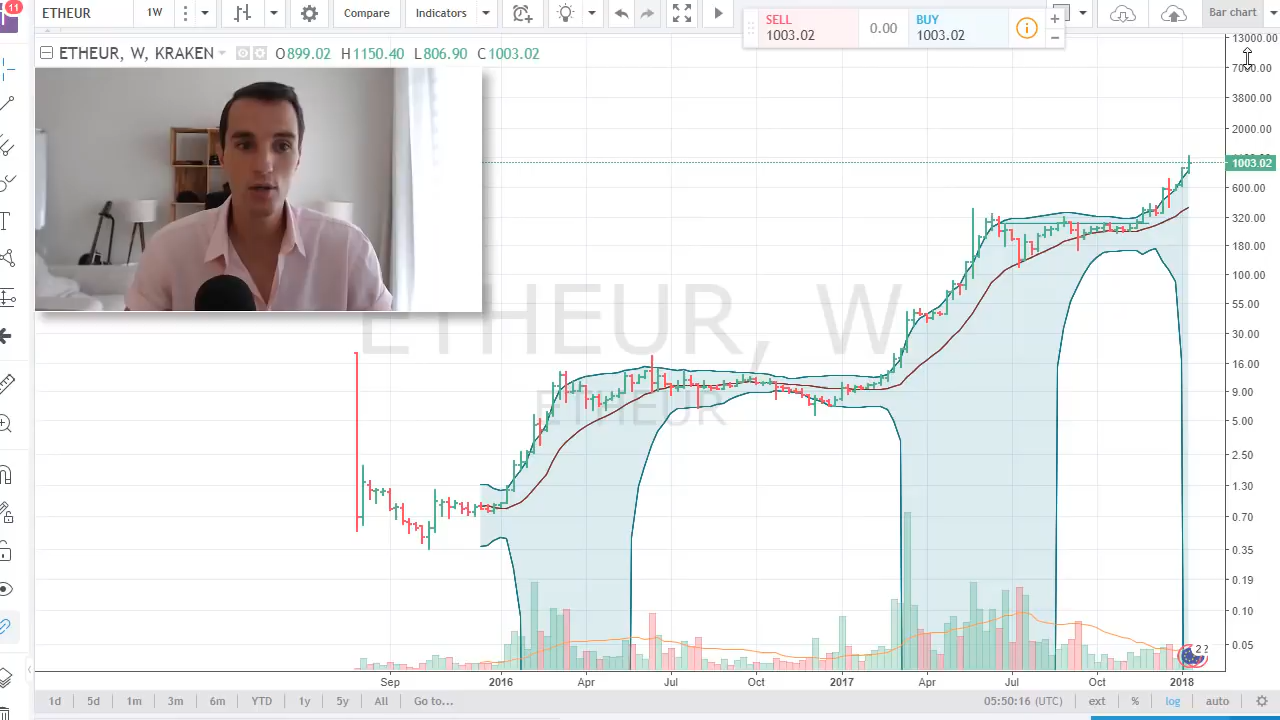 11
ETHEUR 1W Compare Indicators Bar chart
SELL 1003.02
0.00
BUY 1003.02
ETHEUR, W, KRAKEN O899.02 H1150.40 L806.90 C1003.02
13000.00
7000.00
3800.00
2000.00
1003.02
600.00
320.00
180.00
100.00
55.00
30.00
16.00
9.00
5.00
2.50
1.30
0.70
0.35
0.19
0.10
0.05
ETHEUR, W
ETHEUR
Sep 2016 Apr Jul Oct 2017 Apr Jul Oct 2018
1d 5d 1m 3m 6m YTD 1y 5y All Go to... 05:50:16 (UTC) ext % log auto